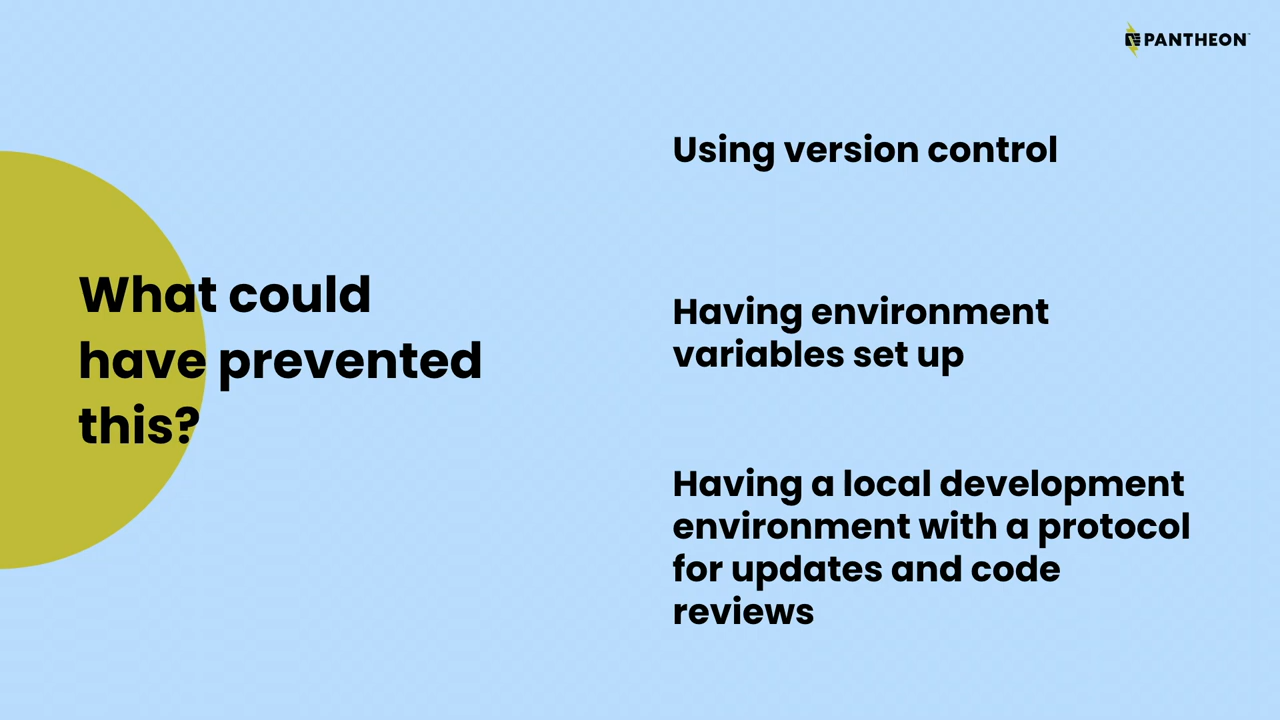 PANTHEON
What could
have prevented
this?
Using version control
Having environment
variables set up
Having a local development
environment with a protocol
for updates and code
reviews